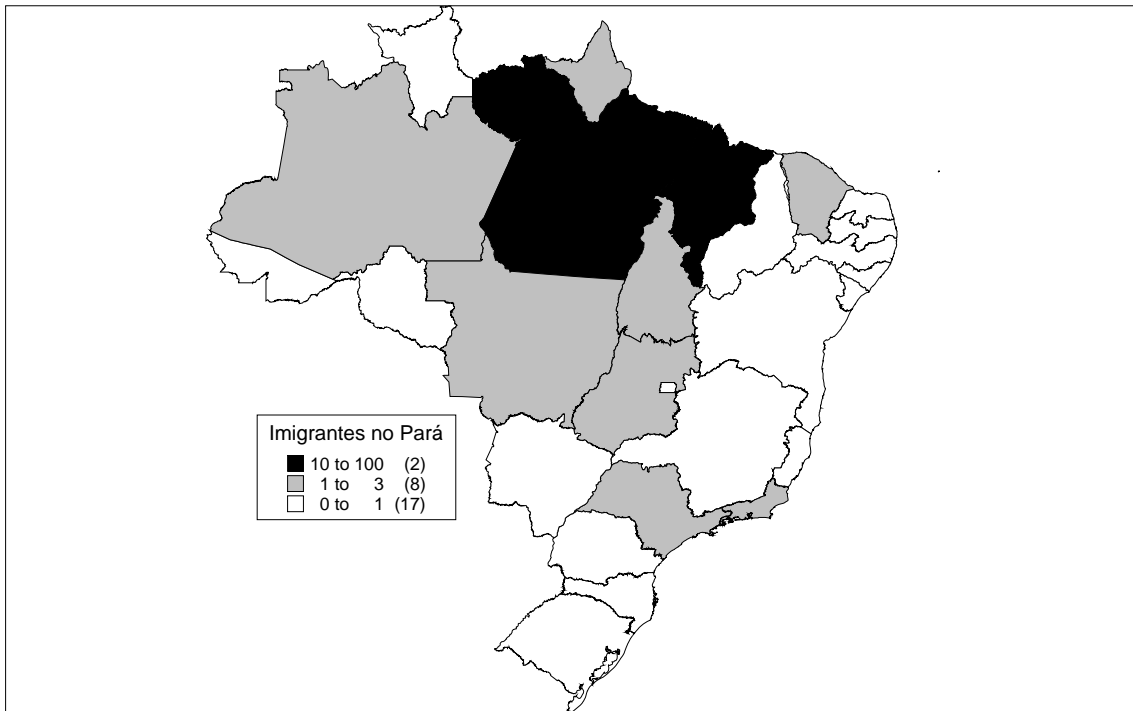 Imigrantes no Pará
10 to 100 (2)
1 to 3 (8)
0 to 1 (17)